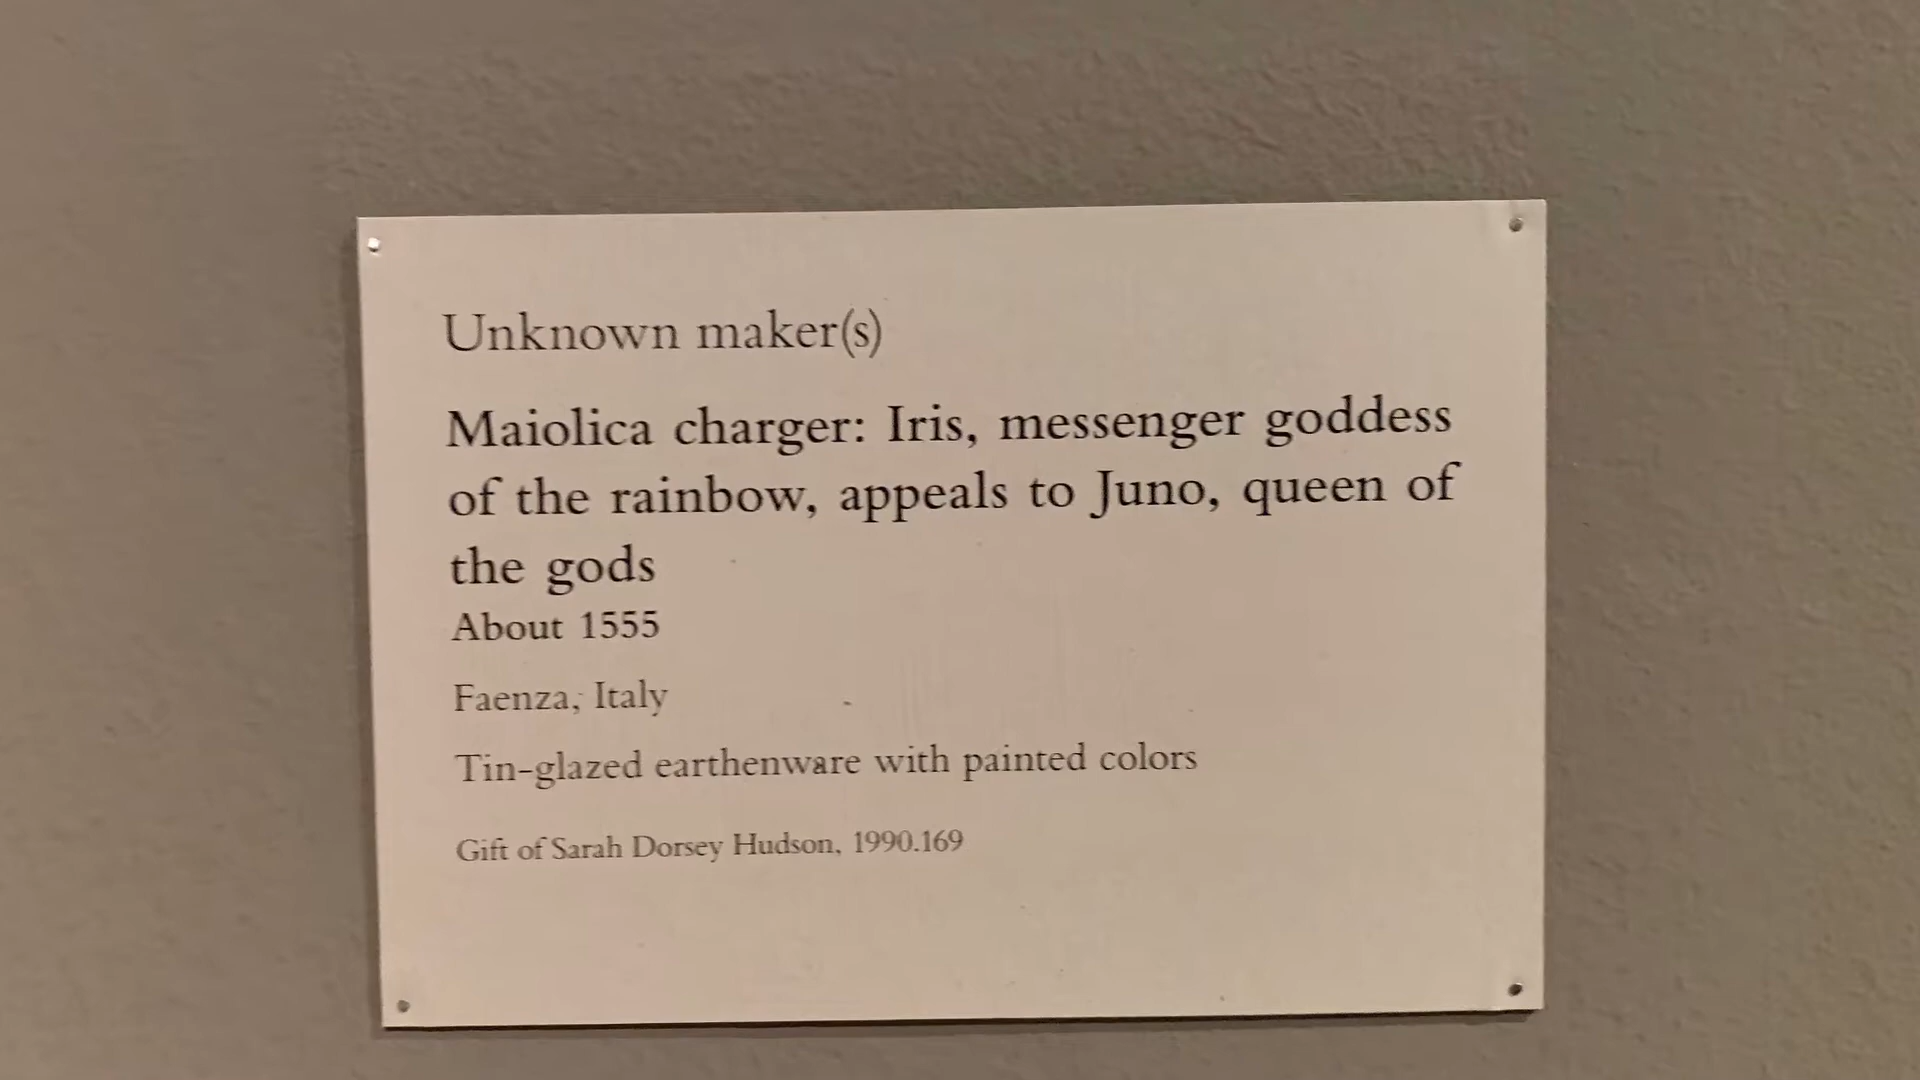 Unknown maker(s)
Maiolica charger: Iris, messenger goddess
of the rainbow, appeals to Juno, queen of
the gods
About 1555
Faenza, Italy
Tin-glazed earthenware with painted colors
Gift of Sarah Dorsey Hudson, 1990.169